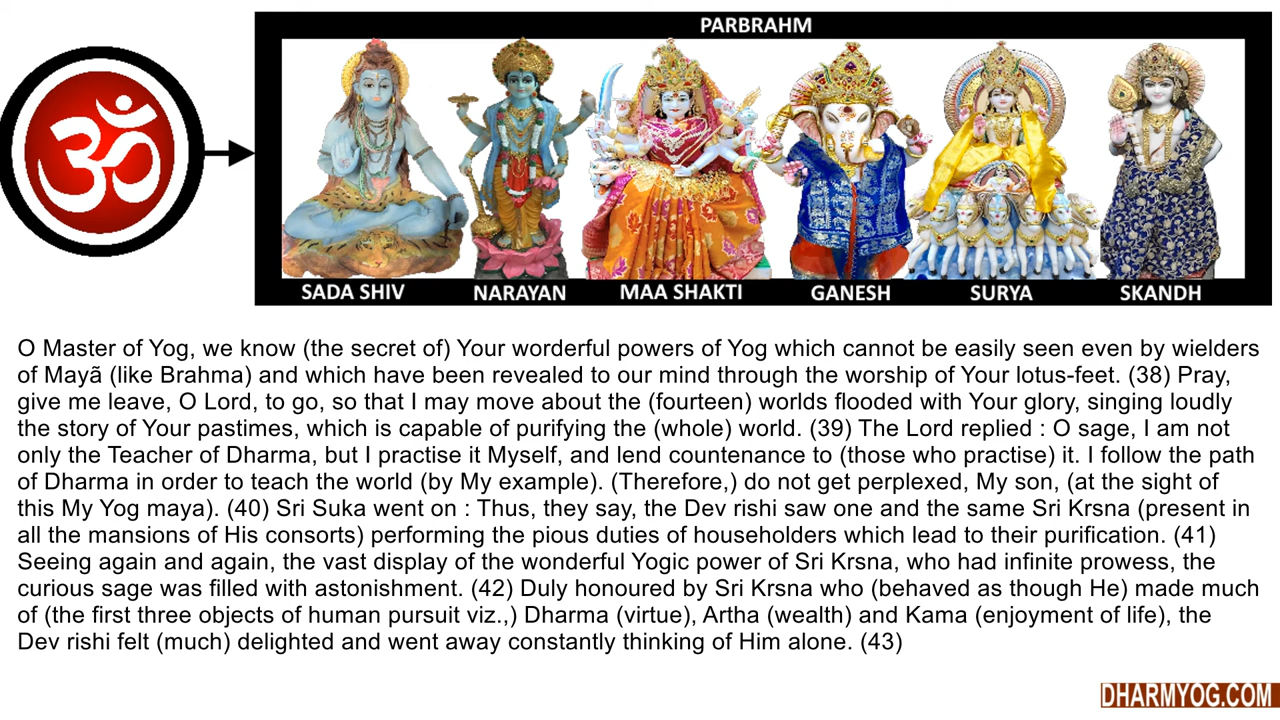 PARBRAHM
ॐ
SADA SHIV NARAYAN MAA SHAKTI GANESH SURYA SKANDH
O Master of Yog, we know (the secret of) Your worderful powers of Yog which cannot be easily seen even by wielders
of Mayã (like Brahma) and which have been revealed to our mind through the worship of Your lotus-feet. (38) Pray,
give me leave, O Lord, to go, so that I may move about the (fourteen) worlds flooded with Your glory, singing loudly
the story of Your pastimes, which is capable of purifying the (whole) world. (39) The Lord replied : O sage, I am not
only the Teacher of Dharma, but I practise it Myself, and lend countenance to (those who practise) it. I follow the path
of Dharma in order to teach the world (by My example). (Therefore,) do not get perplexed, My son, (at the sight of
this My Yog maya). (40) Sri Suka went on : Thus, they say, the Dev rishi saw one and the same Sri Krsna (present in
all the mansions of His consorts) performing the pious duties of householders which lead to their purification. (41)
Seeing again and again, the vast display of the wonderful Yogic power of Sri Krsna, who had infinite prowess, the
curious sage was filled with astonishment. (42) Duly honoured by Sri Krsna who (behaved as though He) made much
of (the first three objects of human pursuit viz.,) Dharma (virtue), Artha (wealth) and Kama (enjoyment of life), the
Dev rishi felt (much) delighted and went away constantly thinking of Him alone. (43)
DHARMYOG.COM